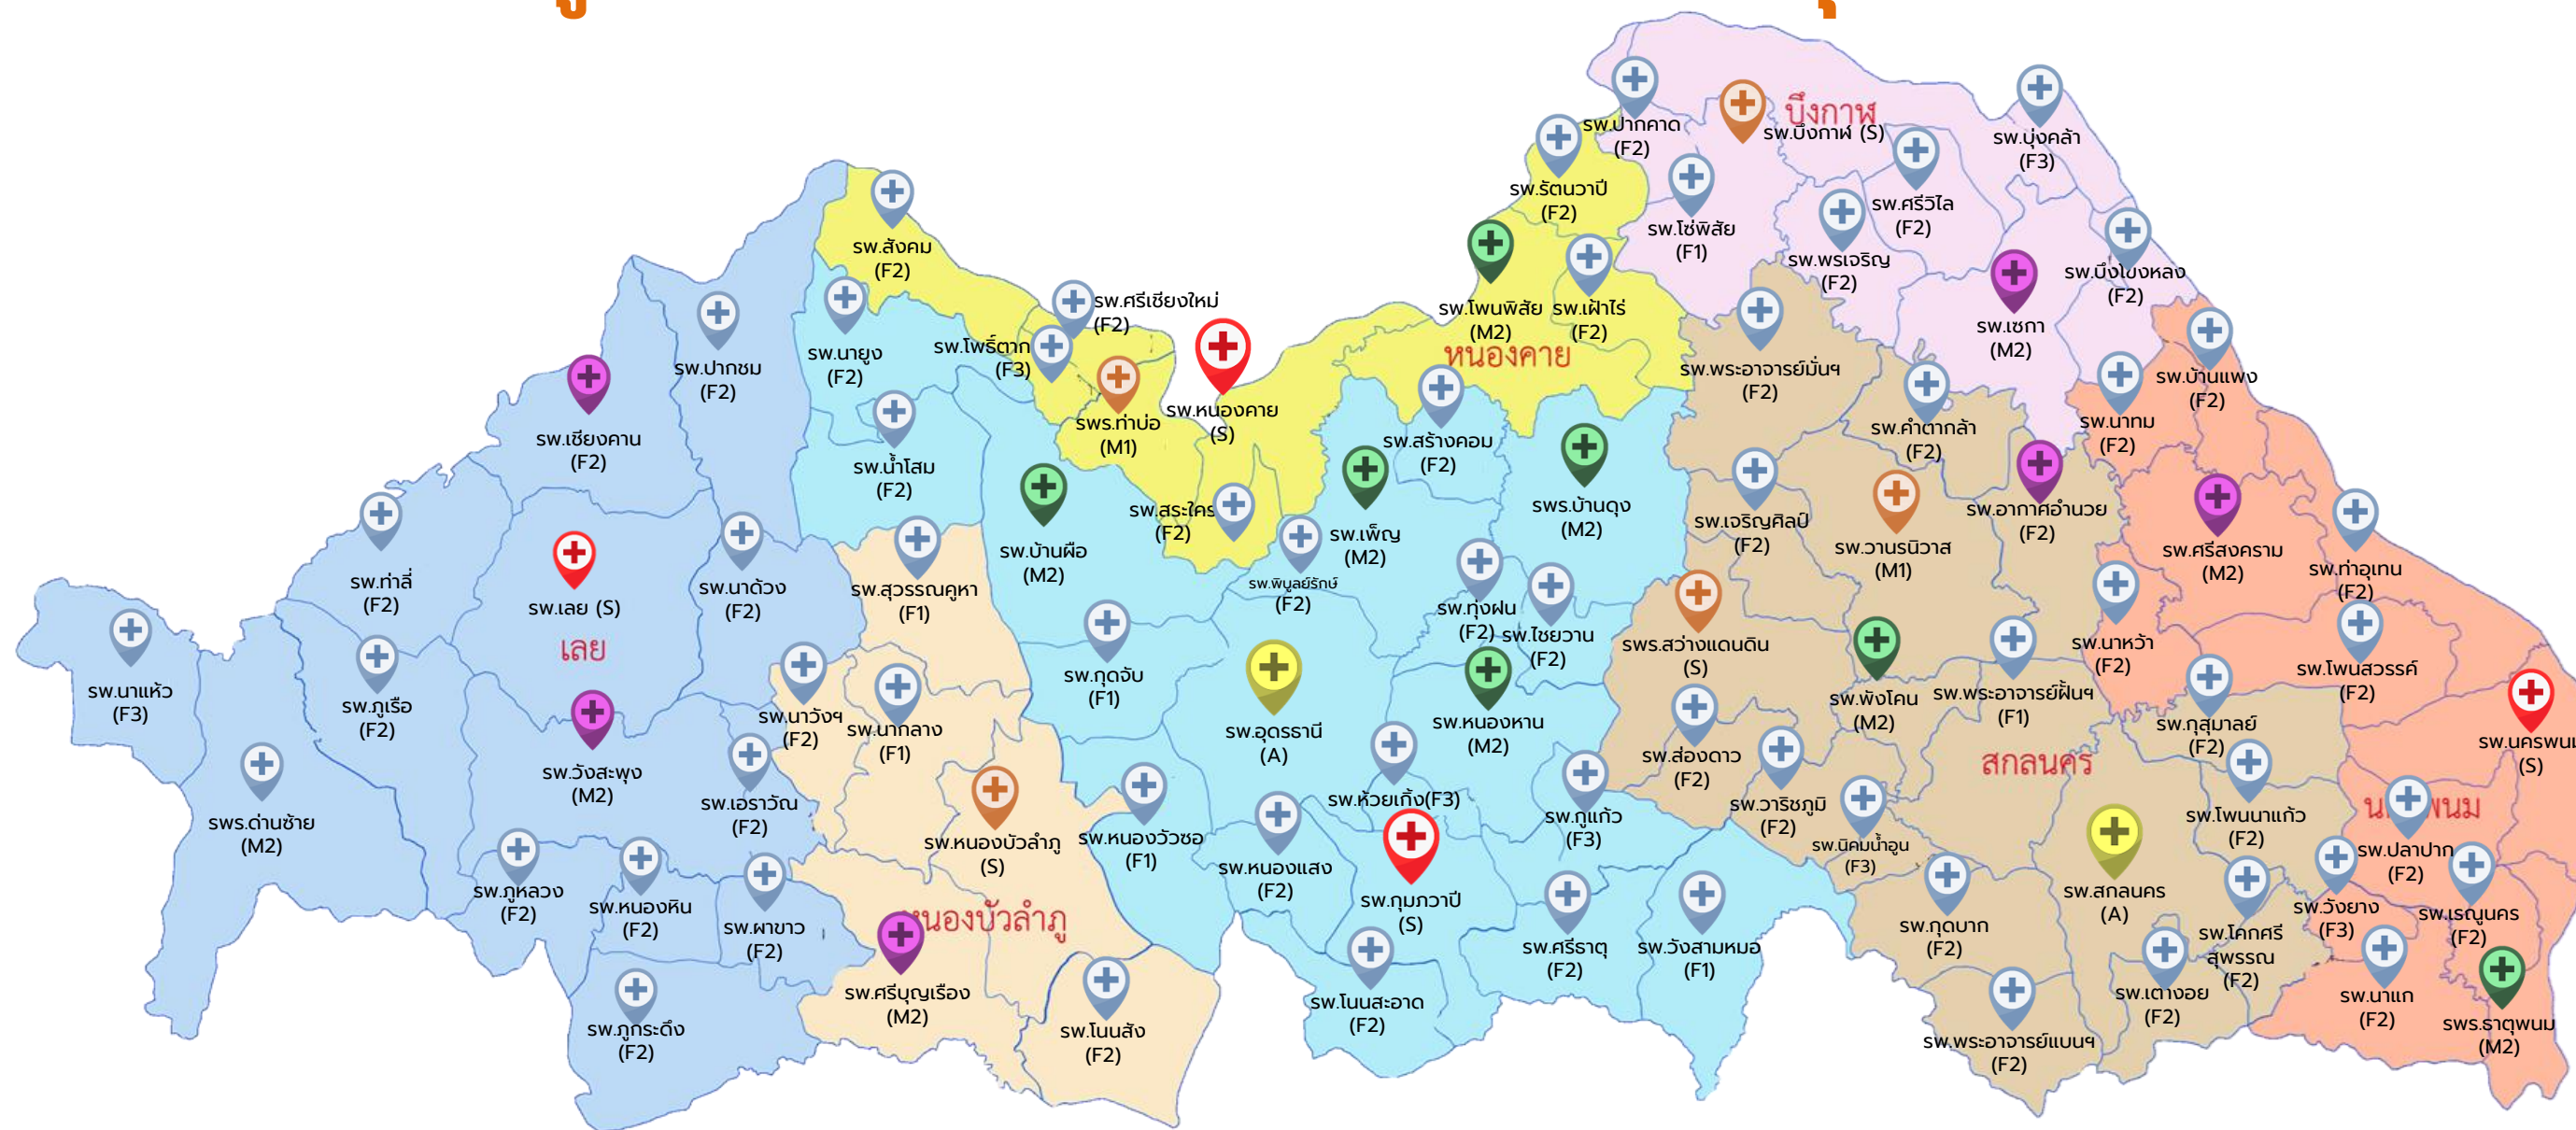 บึงกาฬ
รพ.ปากคาด
(F2)
รพ.บึงกาฬ (S)
รพ.บุ่งคล้า
(F3)
รพ.รัตนวาปี
(F2)
รพ.ศรีวิไล
(F2)
รพ.โซ่พิสัย
(F1)
รพ.พรเจริญ
(F2)
รพ.บึงโขงหลง
(F2)
รพ.เซกา
(M2)
รพ.สังคม
(F2)
รพ.ศรีเชียงใหม่
(F2)
รพ.โพธิ์ตาก
(F3)
รพ.โพนพิสัย
(M2)
รพ.เฝ้าไร่
(F2)
หนองคาย
สพร.ท่าบ่อ
(M1)
รพ.หนองคาย
(S)
รพ.สระใคร
(F2)
รพ.นายูง
(F2)
รพ.น้ำโสม
(F2)
รพ.บ้านผือ
(M2)
รพ.สร้างคอม
(F2)
รพ.เพ็ญ
(M2)
สพร.บ้านดุง
(M2)
รพ.พิบูลย์รักษ์
(F2)
รพ.ทุ่งฝน
(F2)
รพ.ไชยวาน
(F2)
รพ.กุดจับ
(F1)
รพ.อุดรธานี
(A)
รพ.หนองหาน
(M2)
รพ.ห้วยเกิ้ง(F3)
รพ.กู่แก้ว
(F3)
รพ.หนองวัวซอ
(F1)
รพ.หนองแสง
(F2)
รพ.กุมภวาปี
(S)
รพ.ศรีธาตุ
(F2)
รพ.วังสามหมอ
(F1)
รพ.โนนสะอาด
(F2)
รพ.ปากชม
(F2)
รพ.เชียงคาน
(F2)
รพ.ท่าลี่
(F2)
รพ.เลย (S)
เลย
รพ.นาด้วง
(F2)
รพ.นาแห้ว
(F3)
รพ.ภูเรือ
(F2)
สพร.ด่านซ้าย
(M2)
รพ.วังสะพุง
(M2)
รพ.เอราวัณ
(F2)
รพ.ภูหลวง
(F2)
รพ.หนองหิน
(F2)
รพ.ผาขาว
(F2)
รพ.ภูกระดึง
(F2)
รพ.สุวรรณคูหา
(F1)
รพ.นาวังฯ
(F2)
รพ.นากลาง
(F1)
รพ.หนองบัวลำภู
(S)
หนองบัวลำภู
รพ.ศรีบุญเรือง
(M2)
รพ.โนนสัง
(F2)
รพ.พระอาจารย์มั่นฯ
(F2)
รพ.คำตากล้า
(F2)
รพ.เจริญศิลป์
(F2)
รพ.วานรนิวาส
(M1)
รพ.อากาศอำนวย
(F2)
สพร.สว่างแดนดิน
(S)
รพ.พังโคน
(M2)
รพ.พระอาจารย์ฝั้นฯ
(F1)
รพ.ส่องดาว
(F2)
รพ.วาริชภูมิ
(F2)
รพ.นิคมน้ำอูน
(F3)
สกลนคร
รพ.กุสุมาลย์
(F2)
รพ.โพนนาแก้ว
(F2)
รพ.สกลนคร
(A)
รพ.กุดบาก
(F2)
รพ.โคกศรี
สุพรรณ
(F2)
รพ.เต่างอย
(F2)
รพ.พระอาจารย์แบนฯ
(F2)
รพ.บ้านแพง
(F2)
รพ.นาทม
(F2)
รพ.ศรีสงคราม
(M2)
รพ.ท่าอุเทน
(F2)
รพ.นาหว้า
(F2)
รพ.โพนสวรรค์
(F2)
รพ.นครพนม
(S)
รพ.ปลาปาก
(F2)
รพ.วังยาง
(F3)
รพ.เรณูนคร
(F2)
รพ.นาแก
(F2)
สพร.ธาตุพนม
(M2)